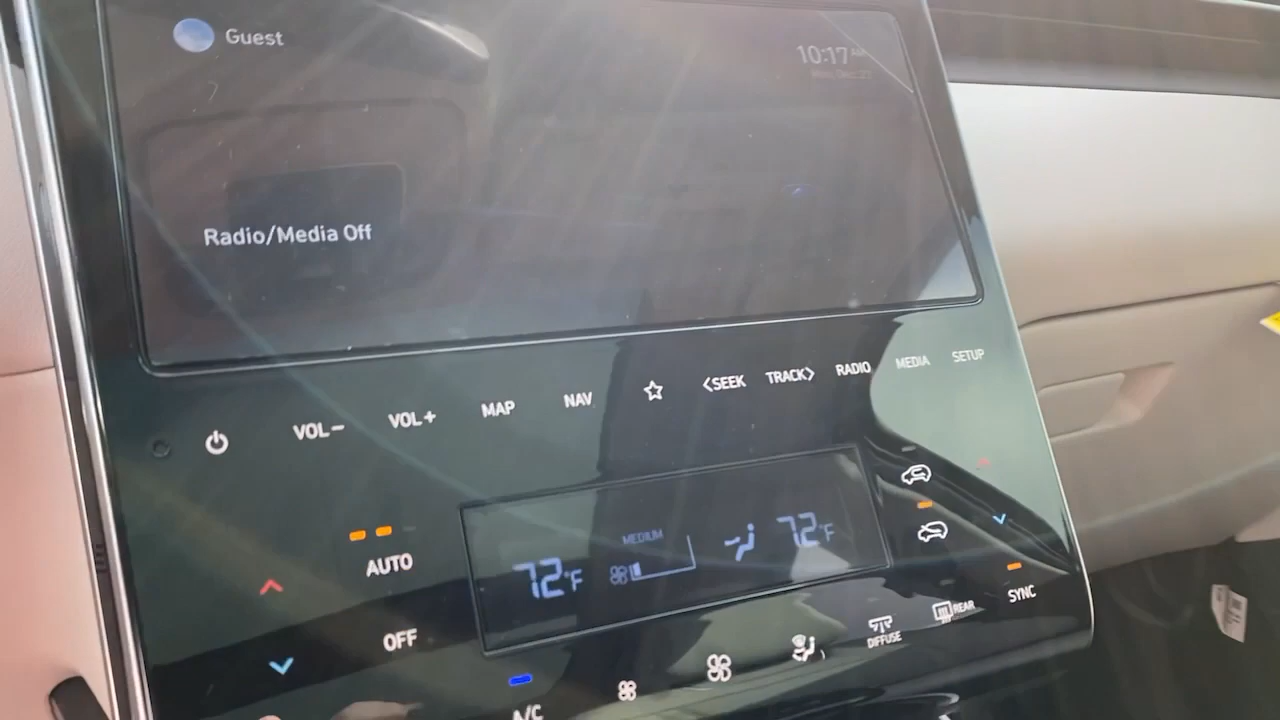 Guest
10:17 AM
Radio/Media Off
VOL−
VOL+
MAP
NAV
<SEEK
TRACK>
RADIO
MEDIA
SETUP
AUTO
OFF
72°F
MEDIUM
72°F
A/C
DIFFUSE
REAR
SYNC